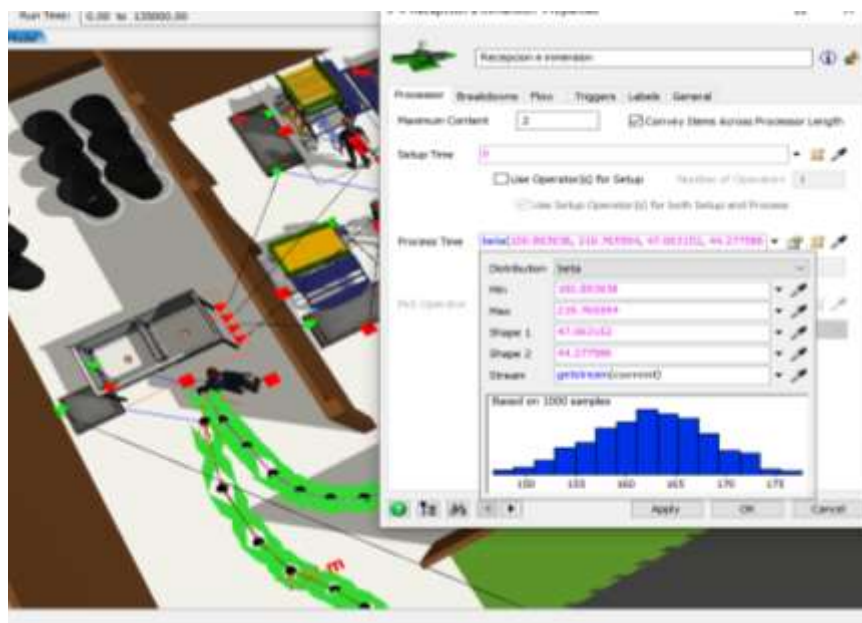 Run Time: 0.00 to 135000.00
Recepcion e inmersion
Processor Breakdowns Flow Triggers Labels General
Maximum Content 2 Convey Items Across Processor Length
Setup Time 0
Use Operator(s) for Setup Number of Operators 1
Use Setup Operator(s) for both Setup and Process
Process Time
Distribution beta
Min
Max
Shape 1
Shape 2
Stream getstream(current)
Based on 1000 samples
150 155 160 165 170 175
Apply OK Cancel